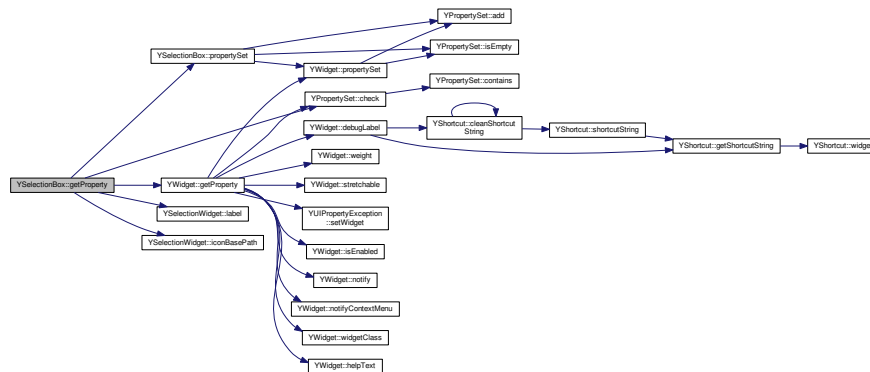 YPropertySet::add
YSelectionBox::propertySet
YPropertySet::isEmpty
YWidget::propertySet
YPropertySet::contains
YPropertySet::check
YWidget::debugLabel
YShortcut::cleanShortcut
String
YShortcut::shortcutString
YShortcut::getShortcutString
YShortcut::widge
YWidget::weight
YSelectionBox::getProperty
YWidget::getProperty
YWidget::stretchable
YSelectionWidget::label
YUIPropertyException
::setWidget
YSelectionWidget::iconBasePath
YWidget::isEnabled
YWidget::notify
YWidget::notifyContextMenu
YWidget::widgetClass
YWidget::helpText